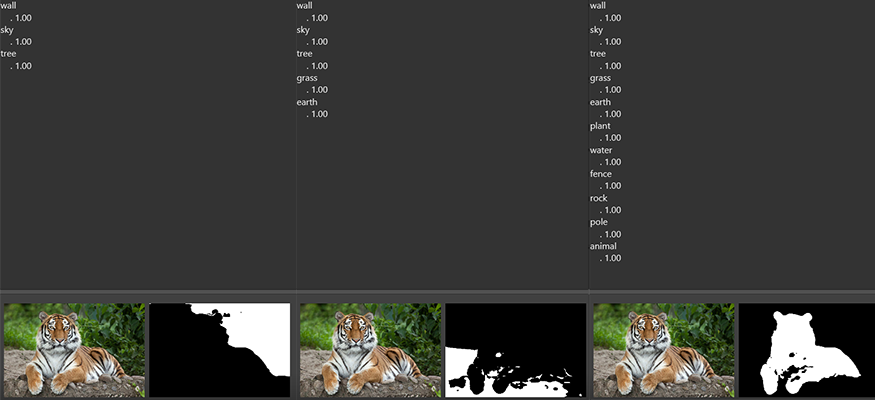 wall
. 1.00
sky
. 1.00
tree
. 1.00
wall
. 1.00
sky
. 1.00
tree
. 1.00
grass
. 1.00
earth
. 1.00
wall
. 1.00
sky
. 1.00
tree
. 1.00
grass
. 1.00
earth
. 1.00
plant
. 1.00
water
. 1.00
fence
. 1.00
rock
. 1.00
pole
. 1.00
animal
. 1.00